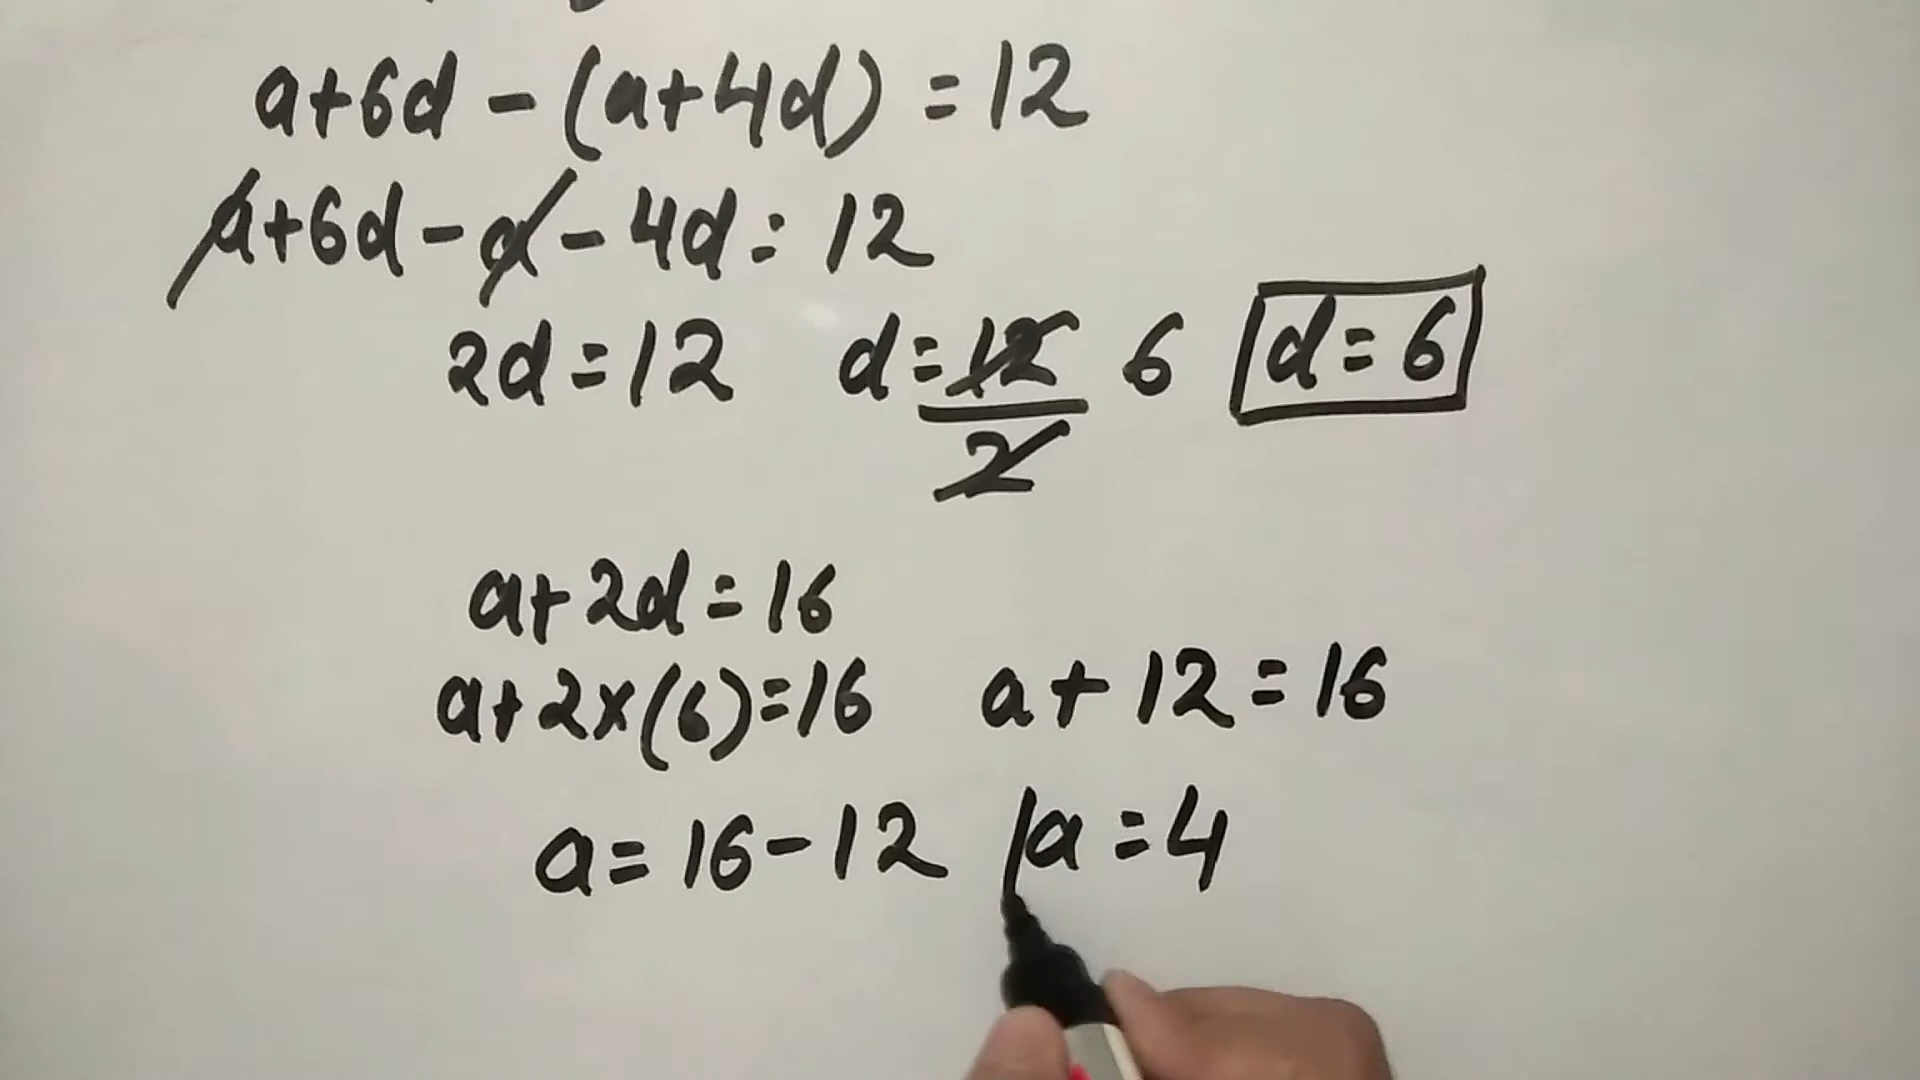 a+6d - (a+4d) = 12
a+6d - a - 4d = 12
2d = 12 d = 12/2 6 d = 6
a+2d = 16
a+2×(6) = 16 a+12 = 16
a = 16-12 a = 4